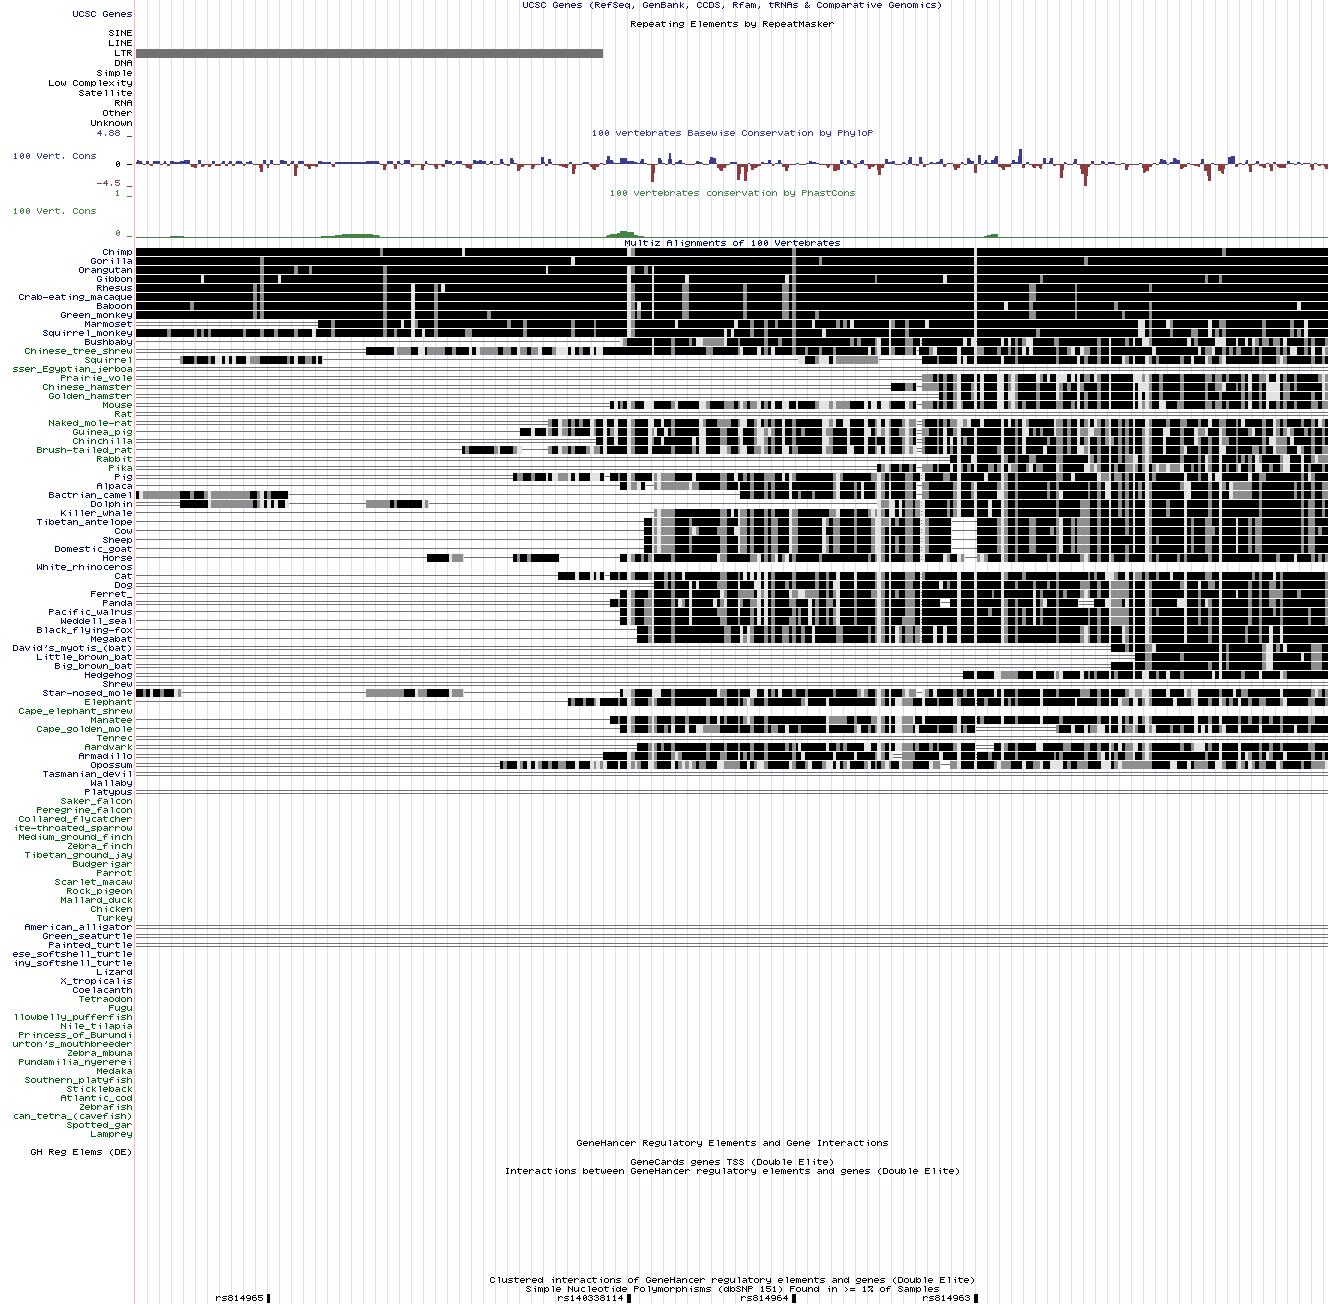 UCSC Genes (RefSeq, GenBank, CCDS, Rfam, tRNAs & Comparative Genomics)
UCSC Genes
Repeating Elements by RepeatMasker
SINE
LINE
LTR
DNA
Simple
Low Complexity
Satellite
RNA
Other
Unknown
4.88 _
100 vertebrates Basewise Conservation by PhyloP
100 Vert. Cons
0 -
-4.5 _
100 vertebrates conservation by PhastCons
1 _
100 Vert. Cons
0 _
Multiz Alignments of 100 Vertebrates
Chimp
Gorilla
Orangutan
Gibbon
Rhesus
Crab-eating_macaque
Baboon
Green_monkey
Marmoset
Squirrel_monkey
Bushbaby
Chinese_tree_shrew
Squirrel
sser_Egyptian_jerboa
Prairie_vole
Chinese_hamster
Golden_hamster
Mouse
Rat
Naked_mole-rat
Guinea_pig
Chinchilla
Brush-tailed_rat
Rabbit
Pika
Pig
Alpaca
Bactrian_camel
Dolphin
Killer_whale
Tibetan_antelope
Cow
Sheep
Domestic_goat
Horse
White_rhinoceros
Cat
Dog
Ferret_
Panda
Pacific_walrus
Weddell_seal
Black_flying-fox
Megabat
David's_myotis_(bat)
Little_brown_bat
Big_brown_bat
Hedgehog
Shrew
Star-nosed_mole
Elephant
Cape_elephant_shrew
Manatee
Cape_golden_mole
Tenrec
Aardvark
Armadillo
Opossum
Tasmanian_devil
Wallaby
Platypus
Saker_falcon
Peregrine_falcon
Collared_flycatcher
ite-throated_sparrow
Medium_ground_finch
Zebra_finch
Tibetan_ground_jay
Budgerigar
Parrot
Scarlet_macaw
Rock_pigeon
Mallard_duck
Chicken
Turkey
American_alligator
Green_seaturtle
Painted_turtle
ese_softshell_turtle
iny_softshell_turtle
Lizard
X_tropicalis
Coelacanth
Tetraodon
Fugu
llowbelly_pufferfish
Nile_tilapia
Princess_of_Burundi
urton's_mouthbreeder
Zebra_mbuna
Pundamilia_nyererei
Medaka
Southern_platyfish
Stickleback
Atlantic_cod
Zebrafish
can_tetra_(cavefish)
Spotted_gar
Lamprey
GeneHancer Regulatory Elements and Gene Interactions
GH Reg Elems (DE)
GeneCards genes TSS (Double Elite)
Interactions between GeneHancer regulatory elements and genes (Double Elite)
Clustered interactions of GeneHancer regulatory elements and genes (Double Elite)
Simple Nucleotide Polymorphisms (dbSNP 151) Found in >= 1% of Samples
rs814965 rs140338114 rs814964 rs814963